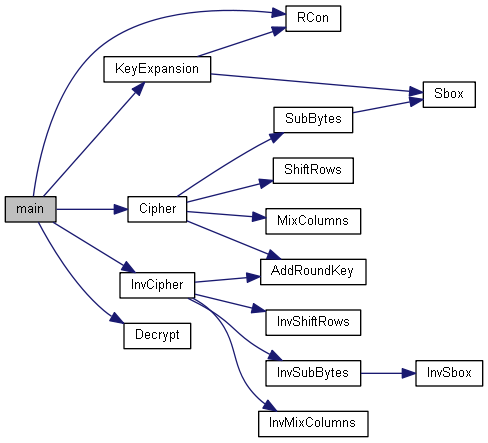 RCon
KeyExpansion
Sbox
SubBytes
ShiftRows
main
Cipher
MixColumns
AddRoundKey
InvCipher
InvShiftRows
Decrypt
InvSubBytes
InvSbox
InvMixColumns